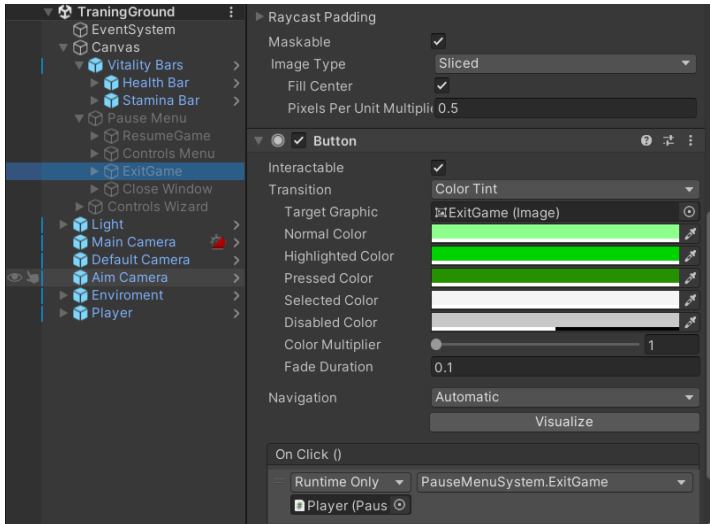 TraningGround
EventSystem
Canvas
Vitality Bars
Health Bar
Stamina Bar
Pause Menu
ResumeGame
Controls Menu
ExitGame
Close Window
Controls Wizard
Light
Main Camera
Default Camera
Aim Camera
Enviroment
Player
Raycast Padding
Maskable
Image Type Sliced
Fill Center
Pixels Per Unit Multiplie 0.5
Button
Interactable
Transition Color Tint
Target Graphic ExitGame (Image)
Normal Color
Highlighted Color
Pressed Color
Selected Color
Disabled Color
Color Multiplier 1
Fade Duration 0.1
Navigation Automatic
Visualize
On Click ()
Runtime Only PauseMenuSystem.ExitGame
Player (Paus